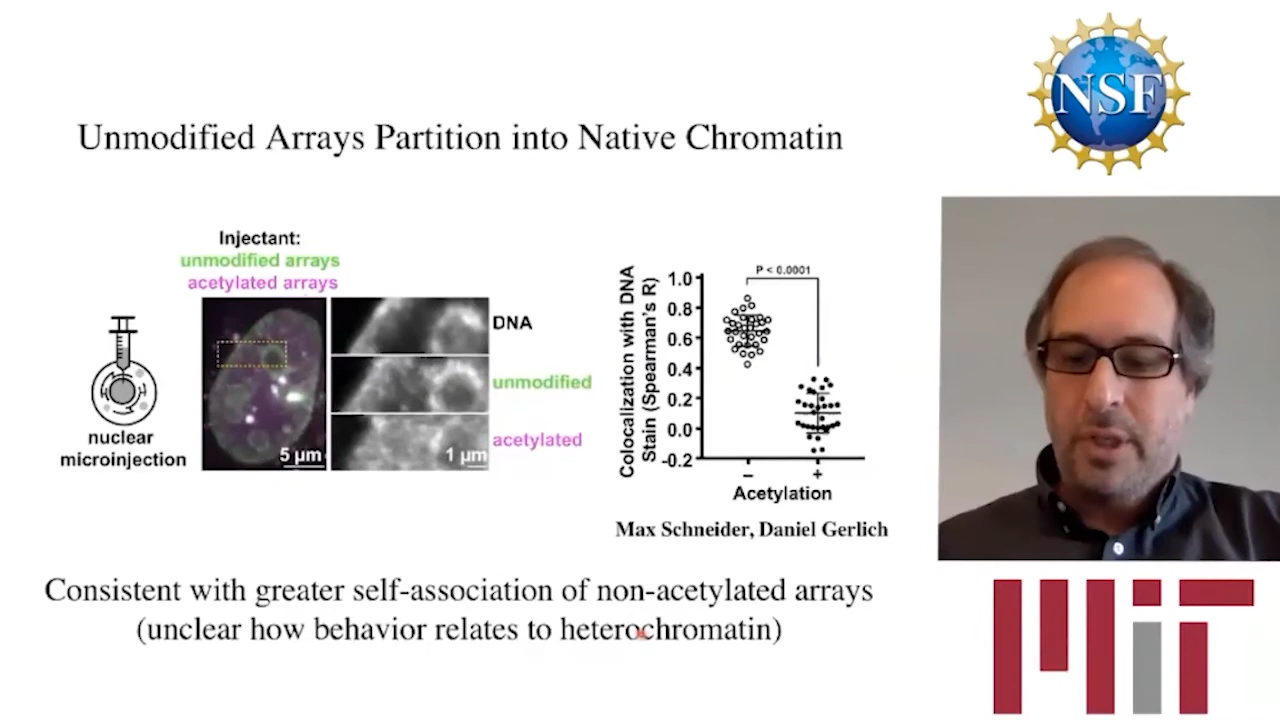 Unmodified Arrays Partition into Native Chromatin
Injectant:
unmodified arrays
acetylated arrays
nuclear
microinjection
5 µm
DNA
unmodified
acetylated
1 µm
Colocalization with DNA
Stain (Spearman's R)
P < 0.0001
1.0
0.8
0.6
0.4
0.2
0.0
-0.2
– +
Acetylation
Max Schneider, Daniel Gerlich
Consistent with greater self-association of non-acetylated arrays
(unclear how behavior relates to heterochromatin)
NSF
MIT